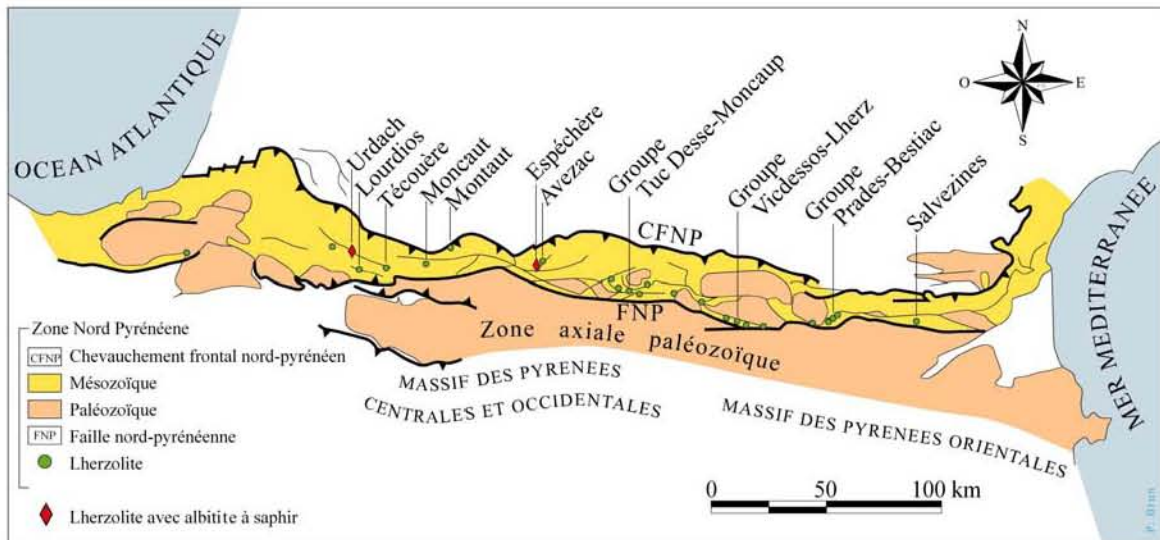 OCEAN ATLANTIQUE
Urdach
Lourdios
Técouère
Moncaut
Montaut
Espéchère
Avezac
Groupe
Tuc Desse-Moncaup
Groupe
Vicdessos-Lherz
Groupe
Prades-Bestiac
Salvezines
N
O
E
S
MER MEDITERRANEE
CFNP
FNP
Zone axiale paléozoïque
MASSIF DES PYRENEES
CENTRALES ET OCCIDENTALES
MASSIF DES PYRENEES ORIENTALES
Zone Nord Pyrénéene
CFNP Chevauchement frontal nord-pyrénéen
Mésozoïque
Paléozoïque
FNP Faille nord-pyrénéenne
Lherzolite
Lherzolite avec albitite à saphir
0 50 100 km
P. Brun